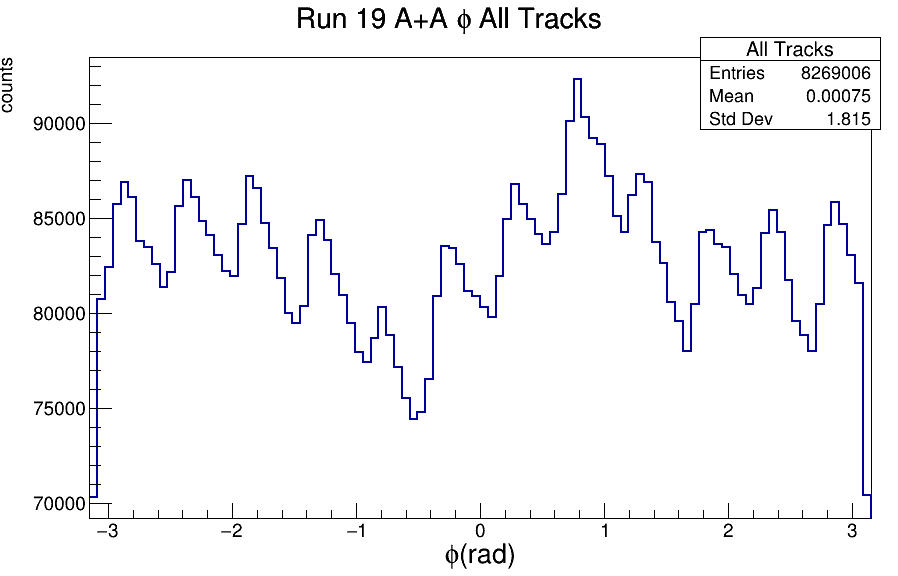 Run 19 A+A ϕ All Tracks
counts
All Tracks
Entries 8269006
Mean 0.00075
Std Dev 1.815
90000
85000
80000
75000
70000
−3 −2 −1 0 1 2 3
ϕ(rad)